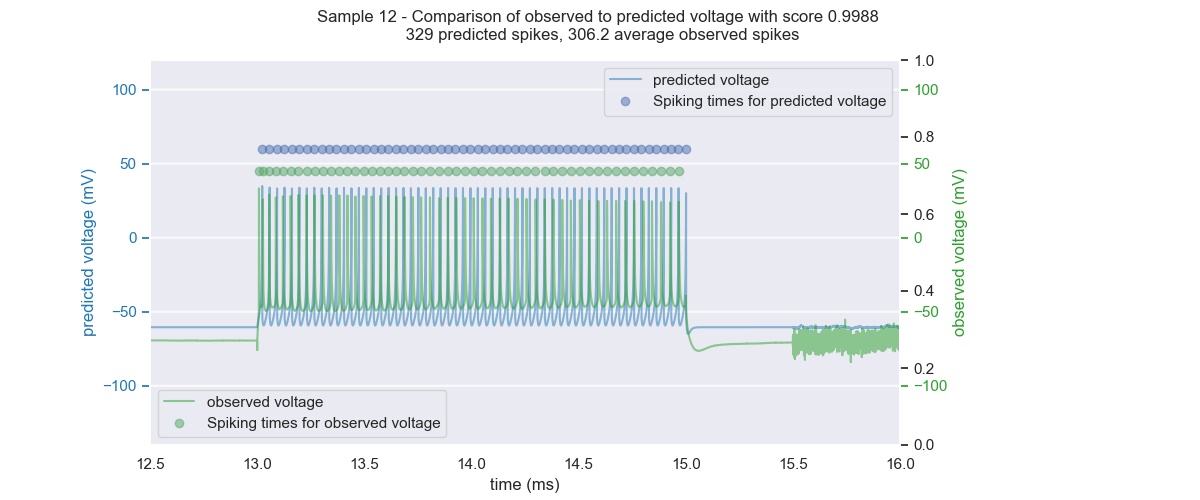 Sample 12 - Comparison of observed to predicted voltage with score 0.9988
329 predicted spikes, 306.2 average observed spikes
predicted voltage
Spiking times for predicted voltage
observed voltage
Spiking times for observed voltage
predicted voltage (mV)
100
50
0
−50
−100
1.0
0.8
0.6
0.4
0.2
0.0
100
50
0
−50
−100
observed voltage (mV)
12.5 13.0 13.5 14.0 14.5 15.0 15.5 16.0
time (ms)